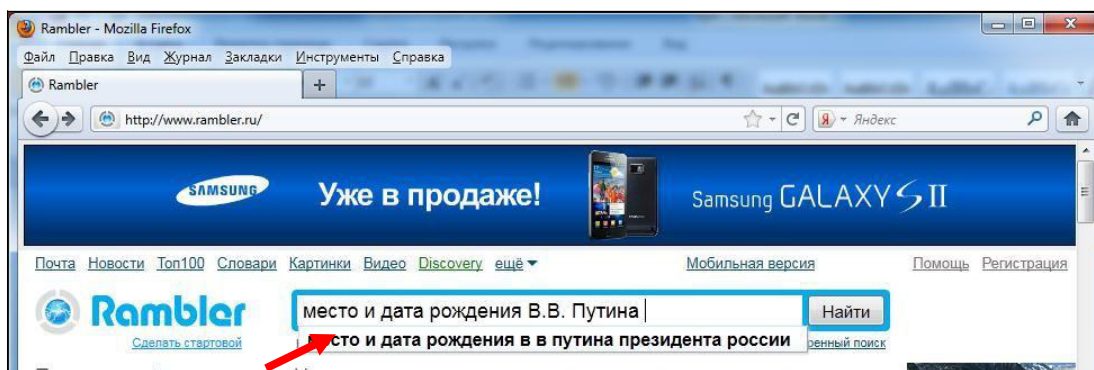 Rambler - Mozilla Firefox
Файл Правка Вид Журнал Закладки Инструменты Справка
Rambler
http://www.rambler.ru/ Яндекс
SAMSUNG Уже в продаже! Samsung GALAXY S II
Почта Новости Топ100 Словари Картинки Видео Discovery ещё Мобильная версия Помощь Регистрация
Rambler место и дата рождения В.В. Путина Найти
Сделать стартовой и дата рождения в в путина президента россии поиск